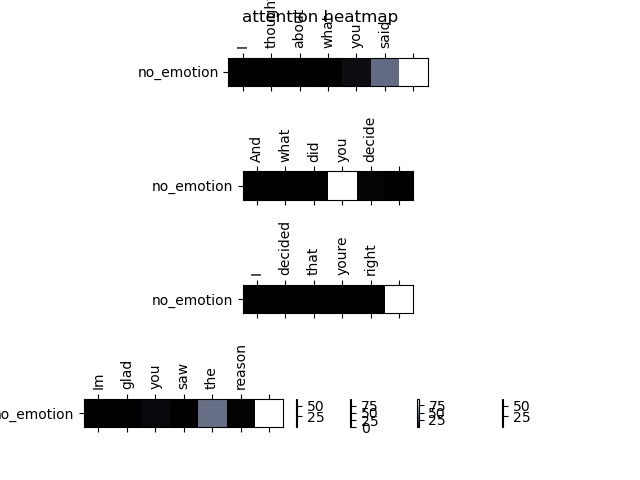 attention heatmap
I thought about what you said
no_emotion
And what did you decide
no_emotion
I decided that youre right
no_emotion
Im glad you saw the reason
no_emotion
50 75 75 50
25 50 50 25
25 25
0